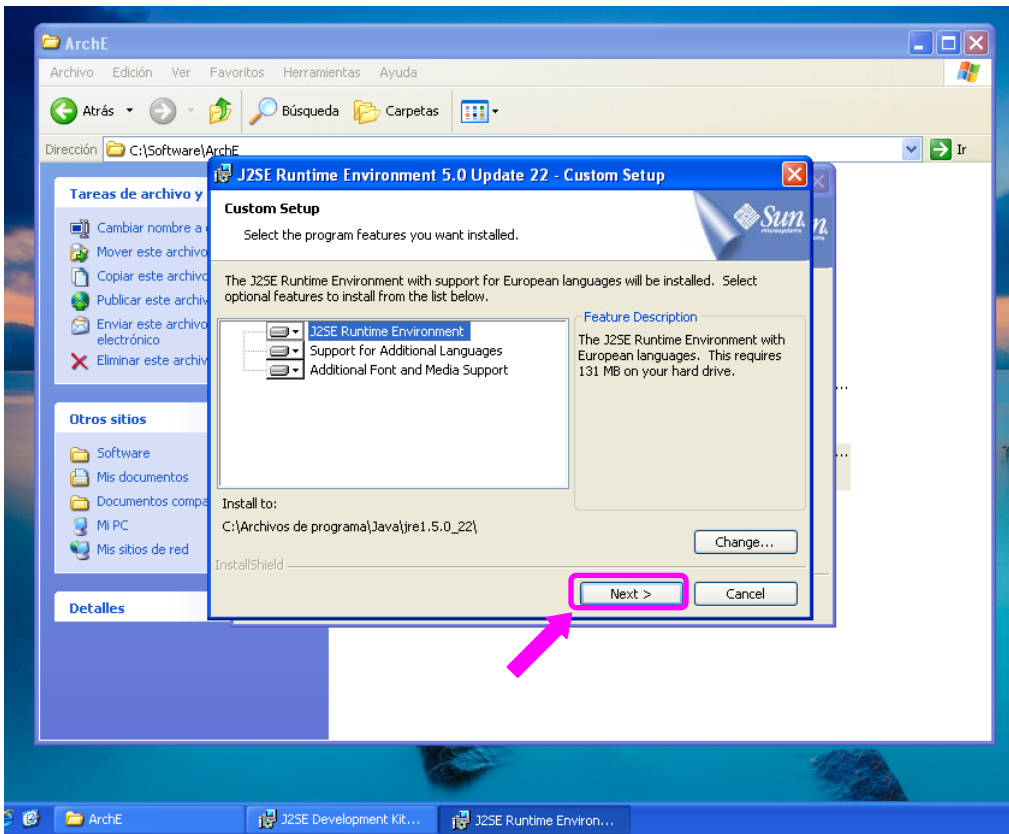 ArchE
Archivo Edición Ver Favoritos Herramientas Ayuda
Atrás Búsqueda Carpetas
Dirección C:\Software\ArchE Ir
J2SE Runtime Environment 5.0 Update 22 - Custom Setup
Custom Setup
Select the program features you want installed.
Sun
microsystems
The J2SE Runtime Environment with support for European languages will be installed. Select
optional features to install from the list below.
J2SE Runtime Environment
Support for Additional Languages
Additional Font and Media Support
Feature Description
The J2SE Runtime Environment with
European languages. This requires
131 MB on your hard drive.
Install to:
C:\Archivos de programa\Java\jre1.5.0_22\
Change...
InstallShield
Next >
Cancel
Tareas de archivo y
Cambiar nombre a
Mover este archivo
Copiar este archivo
Publicar este archiv
Enviar este archivo
electrónico
Eliminar este archiv
Otros sitios
Software
Mis documentos
Documentos compa
Mi PC
Mis sitios de red
Detalles
...
...
ArchE
J2SE Development Kit...
J2SE Runtime Environ...